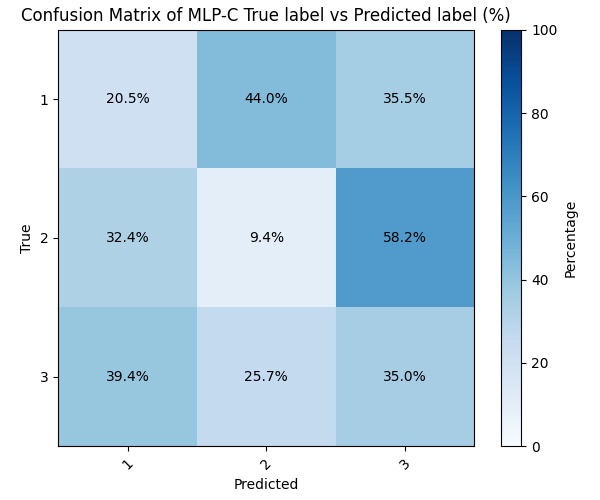 Confusion Matrix of MLP-C True label vs Predicted label (%)
True
1
20.5% 44.0% 35.5%
2
32.4% 9.4% 58.2%
3
39.4% 25.7% 35.0%
1 2 3
Predicted
100
80
60
40
20
0
Percentage